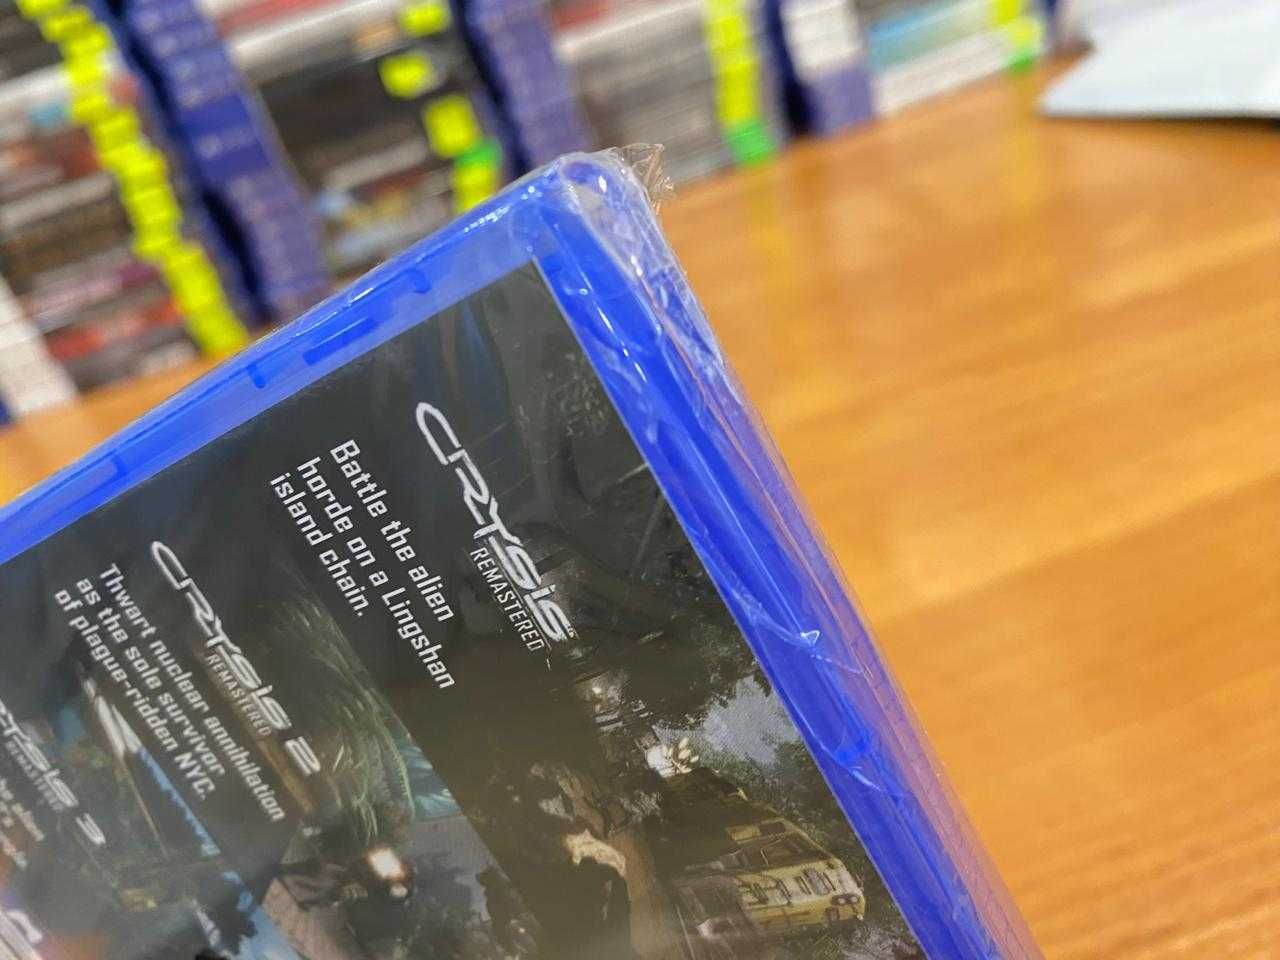 CRYSIS
REMASTERED
Battle the alien
horde on a Lingshan
island chain.
CRYSIS 2
REMASTERED
Thwart nuclear annihilation
as the sole survivor
of plague-ridden NYC.
CRYSIS 3
REMASTERED